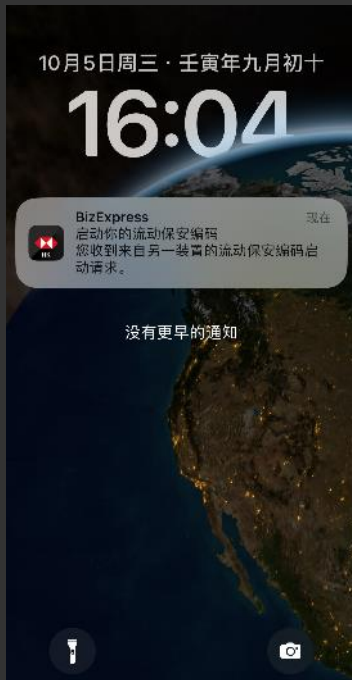 10月5日周三 · 壬寅年九月初十
16:04
BizExpress
现在
启动你的流动保安编码
您收到来自另一装置的流动保安编码启
动请求。
HK
没有更早的通知